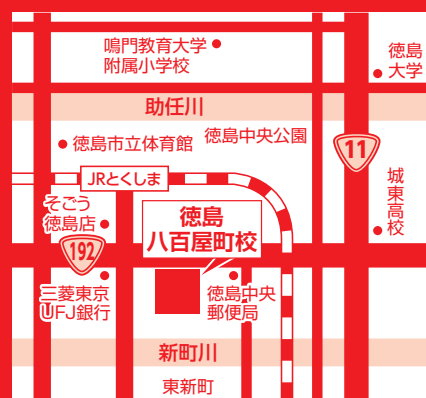 鳴門教育大学
附属小学校
徳島
大学
助任川
徳島市立体育館
徳島中央公園
11
JRとくしま
城東高校
そごう
徳島店
徳島
八百屋町校
192
三菱東京
UFJ銀行
徳島中央
郵便局
新町川
東新町